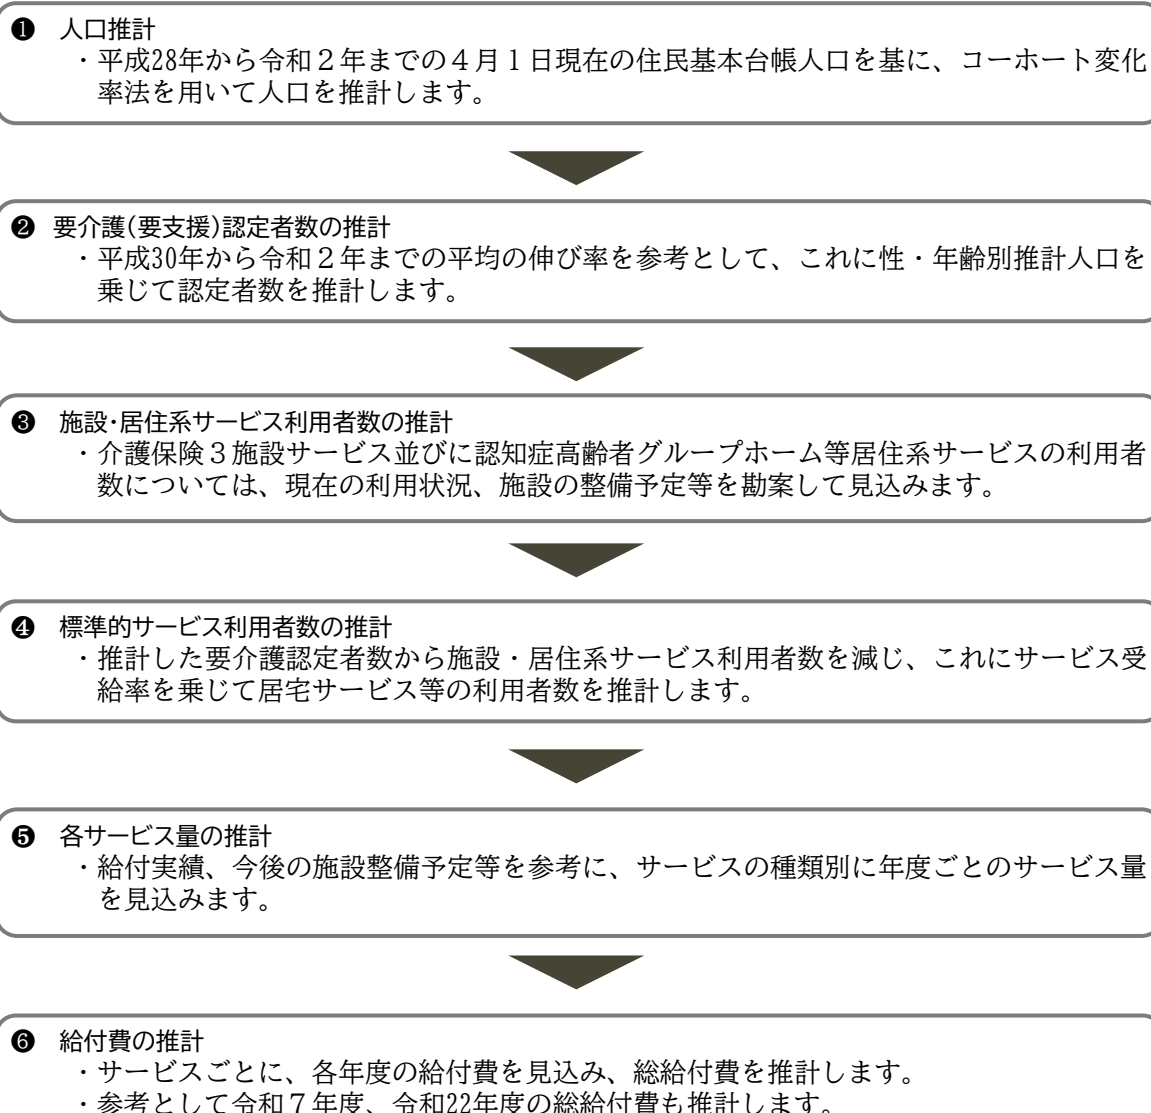 ❶ 人口推計
・平成28年から令和２年までの４月１日現在の住民基本台帳人口を基に、コーホート変化
率法を用いて人口を推計します。
❷ 要介護(要支援)認定者数の推計
・平成30年から令和２年までの平均の伸び率を参考として、これに性・年齢別推計人口を
乗じて認定者数を推計します。
❸ 施設･居住系サービス利用者数の推計
・介護保険３施設サービス並びに認知症高齢者グループホーム等居住系サービスの利用者
数については、現在の利用状況、施設の整備予定等を勘案して見込みます。
❹ 標準的サービス利用者数の推計
・推計した要介護認定者数から施設・居住系サービス利用者数を減じ、これにサービス受
給率を乗じて居宅サービス等の利用者数を推計します。
❺ 各サービス量の推計
・給付実績、今後の施設整備予定等を参考に、サービスの種類別に年度ごとのサービス量
を見込みます。
❻ 給付費の推計
・サービスごとに、各年度の給付費を見込み、総給付費を推計します。
・参考として令和７年度、令和22年度の総給付費も推計します。